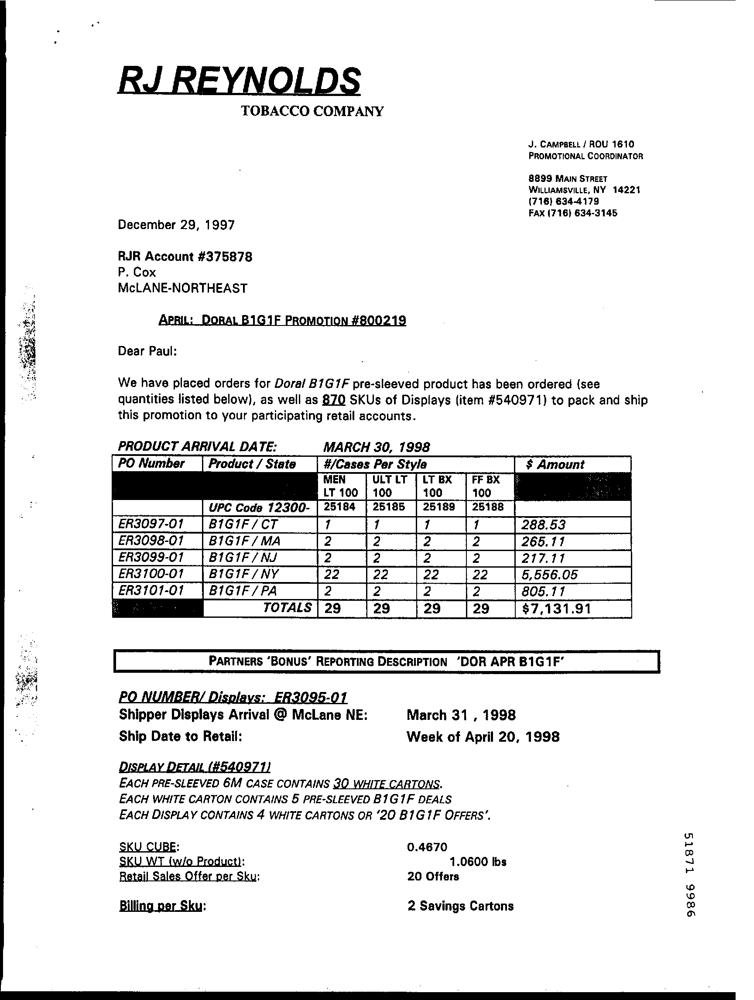 RJ REYNOLDS
TOBACCO COMPANY
J. CAMPBELL / ROU 1610
PROMOTIONAL COORDINATOR
8899 MAIN STREET
WILLIAMSVILLE, NY 14221
(716) 634-4179
FAX (716) 634-3145
December 29, 1997
RJR Account #375878
P. Cox
McLANE-NORTHEAST
APRIL: DORAL B1G1F PROMOTION #800219
Dear Paul:
We have placed orders for Doral B1G1F pre-sleeved product has been ordered (see
quantities listed below), as well as 870 SKUs of Displays (item #540971) to pack and ship
this promotion to your participating retail accounts.
PRODUCT ARRIVAL DATE: MARCH 30, 1998
PO Number Product / State #/Cases Per Style $ Amount
MEN ULT LT LT BX FF BX
LT 100 100 100 100
UPC Code 12300- 25184 25185 25189 25188
ER3097-01 B1G1F / CT 1 1 1 1 288.53
ER3098-01 B1G1F / MA 2 2 2 2 265.11
ER3099-01 B1G1F / NJ 2 2 2 2 217.11
ER3100-01 B1G1F / NY 22 22 22 22 5,556.05
ER3101-01 B1G1F / PA 2 2 2 2 805.11
TOTALS 29 29 29 29 $7,131.91
PARTNERS 'BONUS' REPORTING DESCRIPTION 'DOR APR B1G1F'
PO NUMBER/ Displays: ER3095-01
Shipper Displays Arrival @ McLane NE: March 31 , 1998
Ship Date to Retail: Week of April 20, 1998
DISPLAY DETAIL (#540971)
EACH PRE-SLEEVED 6M CASE CONTAINS 30 WHITE CARTONS.
EACH WHITE CARTON CONTAINS 5 PRE-SLEEVED B1G1F DEALS
EACH DISPLAY CONTAINS 4 WHITE CARTONS OR '20 B1G1F OFFERS'.
SKU CUBE: 0.4670
SKU WT (w/o Product): 1.0600 lbs
Retail Sales Offer per Sku: 20 Offers
Billing per Sku: 2 Savings Cartons
51871 9986